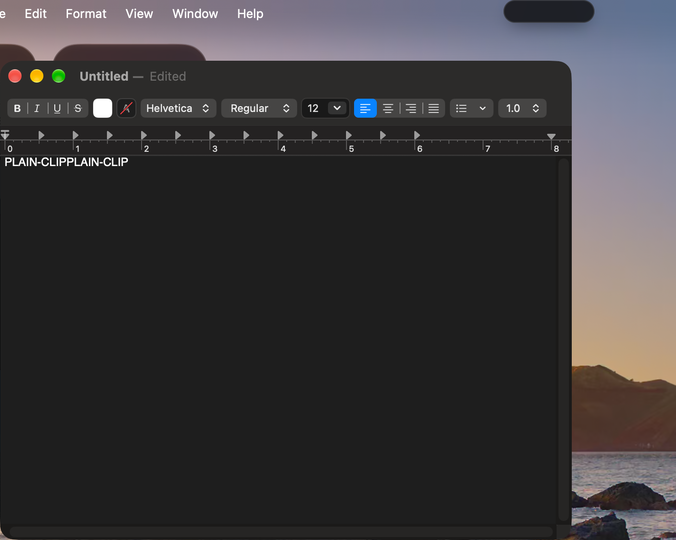 Edit Format View Window Help
Untitled — Edited
B I U S A Helvetica Regular 12 1.0
0 1 2 3 4 5 6 7 8
PLAIN-CLIPPLAIN-CLIP